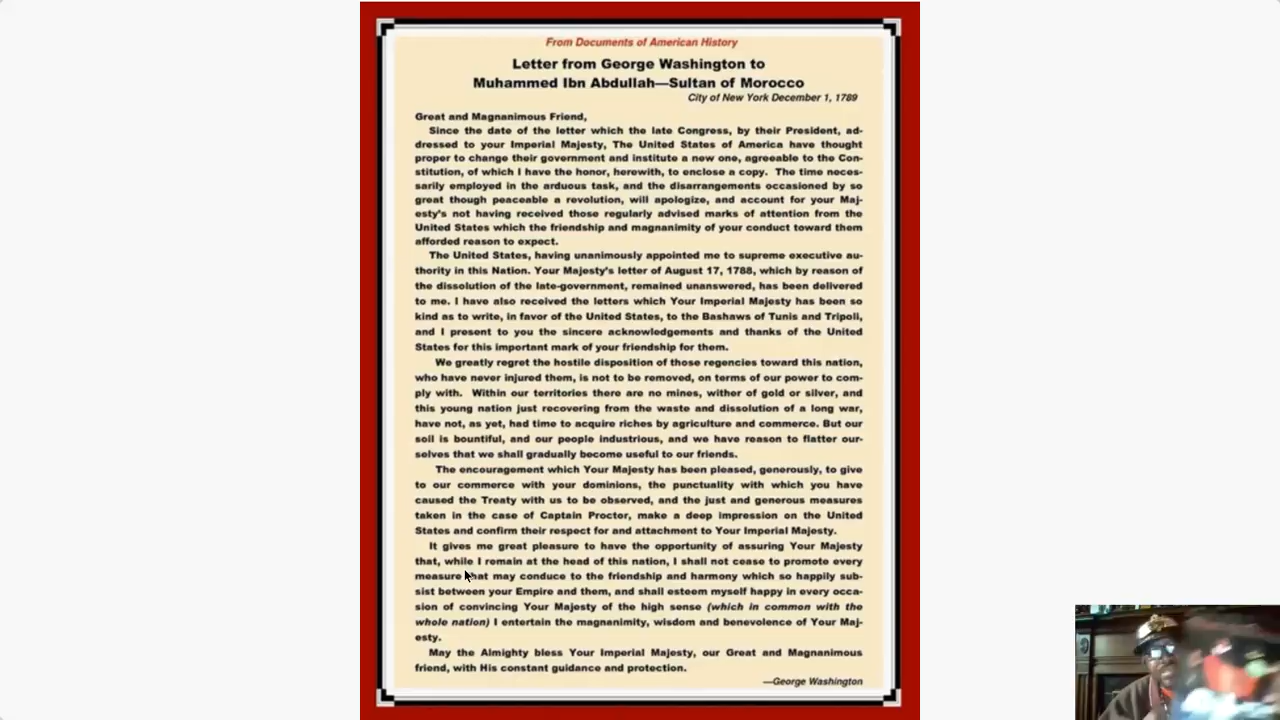 From Documents of American History
Letter from George Washington to
Muhammed Ibn Abdullah—Sultan of Morocco
City of New York December 1, 1789
Great and Magnanimous Friend,
Since the date of the letter which the late Congress, by their President, ad-
dressed to your Imperial Majesty, The United States of America have thought
proper to change their government and institute a new one, agreeable to the Con-
stitution, of which I have the honor, herewith, to enclose a copy. The time neces-
sarily employed in the arduous task, and the disarrangements occasioned by so
great though peaceable a revolution, will apologize, and account for your Maj-
esty's not having received those regularly advised marks of attention from the
United States which the friendship and magnanimity of your conduct toward them
afforded reason to expect.
The United States, having unanimously appointed me to supreme executive au-
thority in this Nation. Your Majesty's letter of August 17, 1788, which by reason of
the dissolution of the late-government, remained unanswered, has been delivered
to me. I have also received the letters which Your Imperial Majesty has been so
kind as to write, in favor of the United States, to the Bashaws of Tunis and Tripoli,
and I present to you the sincere acknowledgements and thanks of the United
States for this important mark of your friendship for them.
We greatly regret the hostile disposition of those regencies toward this nation,
who have never injured them, is not to be removed, on terms of our power to com-
ply with. Within our territories there are no mines, wither of gold or silver, and
this young nation just recovering from the waste and dissolution of a long war,
have not, as yet, had time to acquire riches by agriculture and commerce. But our
soil is bountiful, and our people industrious, and we have reason to flatter our-
selves that we shall gradually become useful to our friends.
The encouragement which Your Majesty has been pleased, generously, to give
to our commerce with your dominions, the punctuality with which you have
caused the Treaty with us to be observed, and the just and generous measures
taken in the case of Captain Proctor, make a deep impression on the United
States and confirm their respect for and attachment to Your Imperial Majesty.
It gives me great pleasure to have the opportunity of assuring Your Majesty
that, while I remain at the head of this nation, I shall not cease to promote every
measure that may conduce to the friendship and harmony which so happily sub-
sist between your Empire and them, and shall esteem myself happy in every occa-
sion of convincing Your Majesty of the high sense (which in common with the
whole nation) I entertain the magnanimity, wisdom and benevolence of Your Maj-
esty.
May the Almighty bless Your Imperial Majesty, our Great and Magnanimous
friend, with His constant guidance and protection.
—George Washington